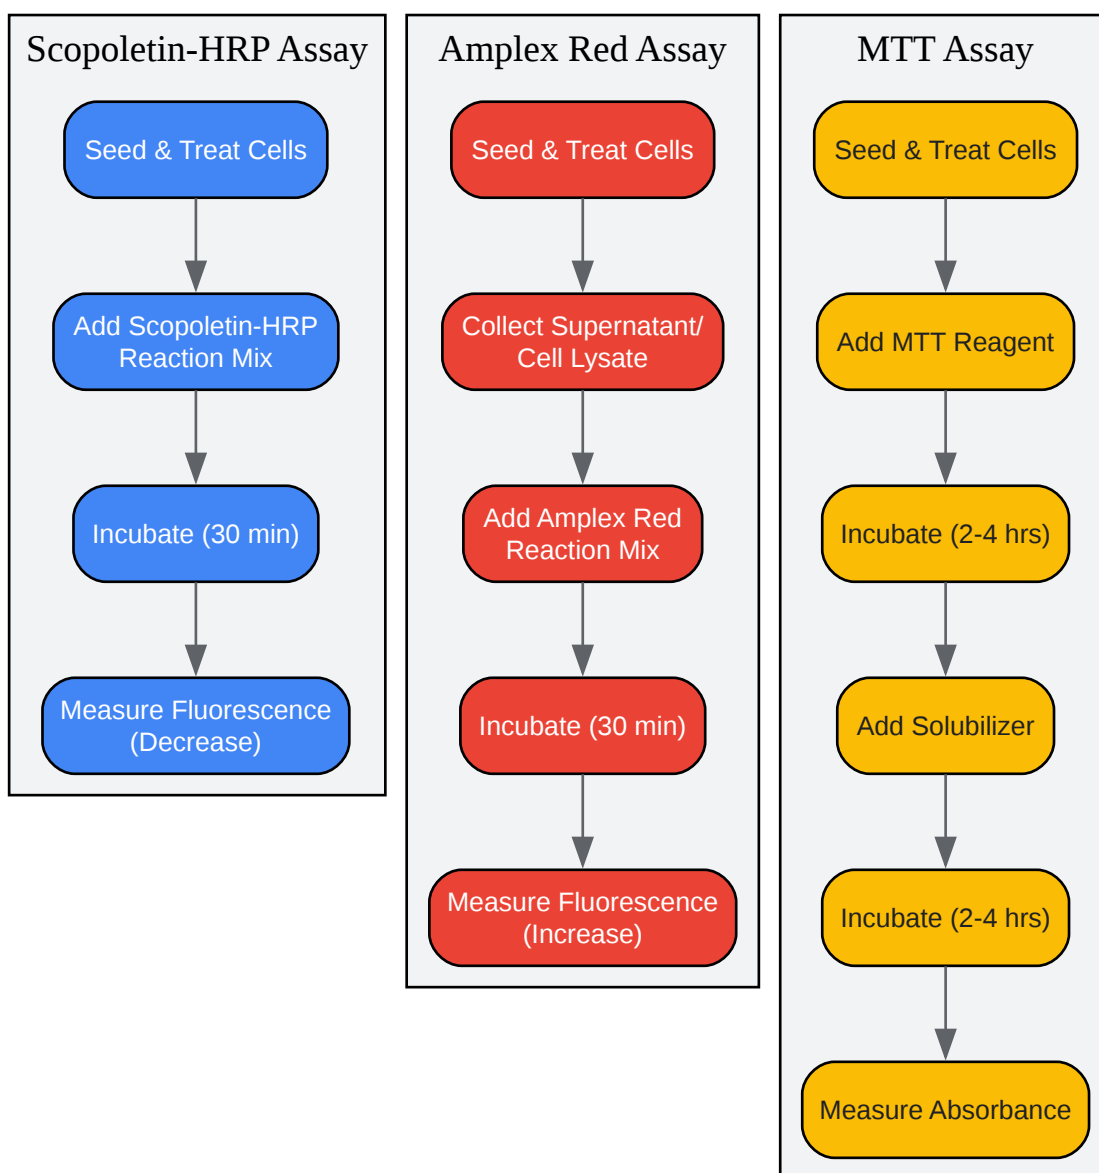 Scopoletin-HRP Assay
Seed & Treat Cells
Add Scopoletin-HRP
Reaction Mix
Incubate (30 min)
Measure Fluorescence
(Decrease)
Amplex Red Assay
Seed & Treat Cells
Collect Supernatant/
Cell Lysate
Add Amplex Red
Reaction Mix
Incubate (30 min)
Measure Fluorescence
(Increase)
MTT Assay
Seed & Treat Cells
Add MTT Reagent
Incubate (2-4 hrs)
Add Solubilizer
Incubate (2-4 hrs)
Measure Absorbance